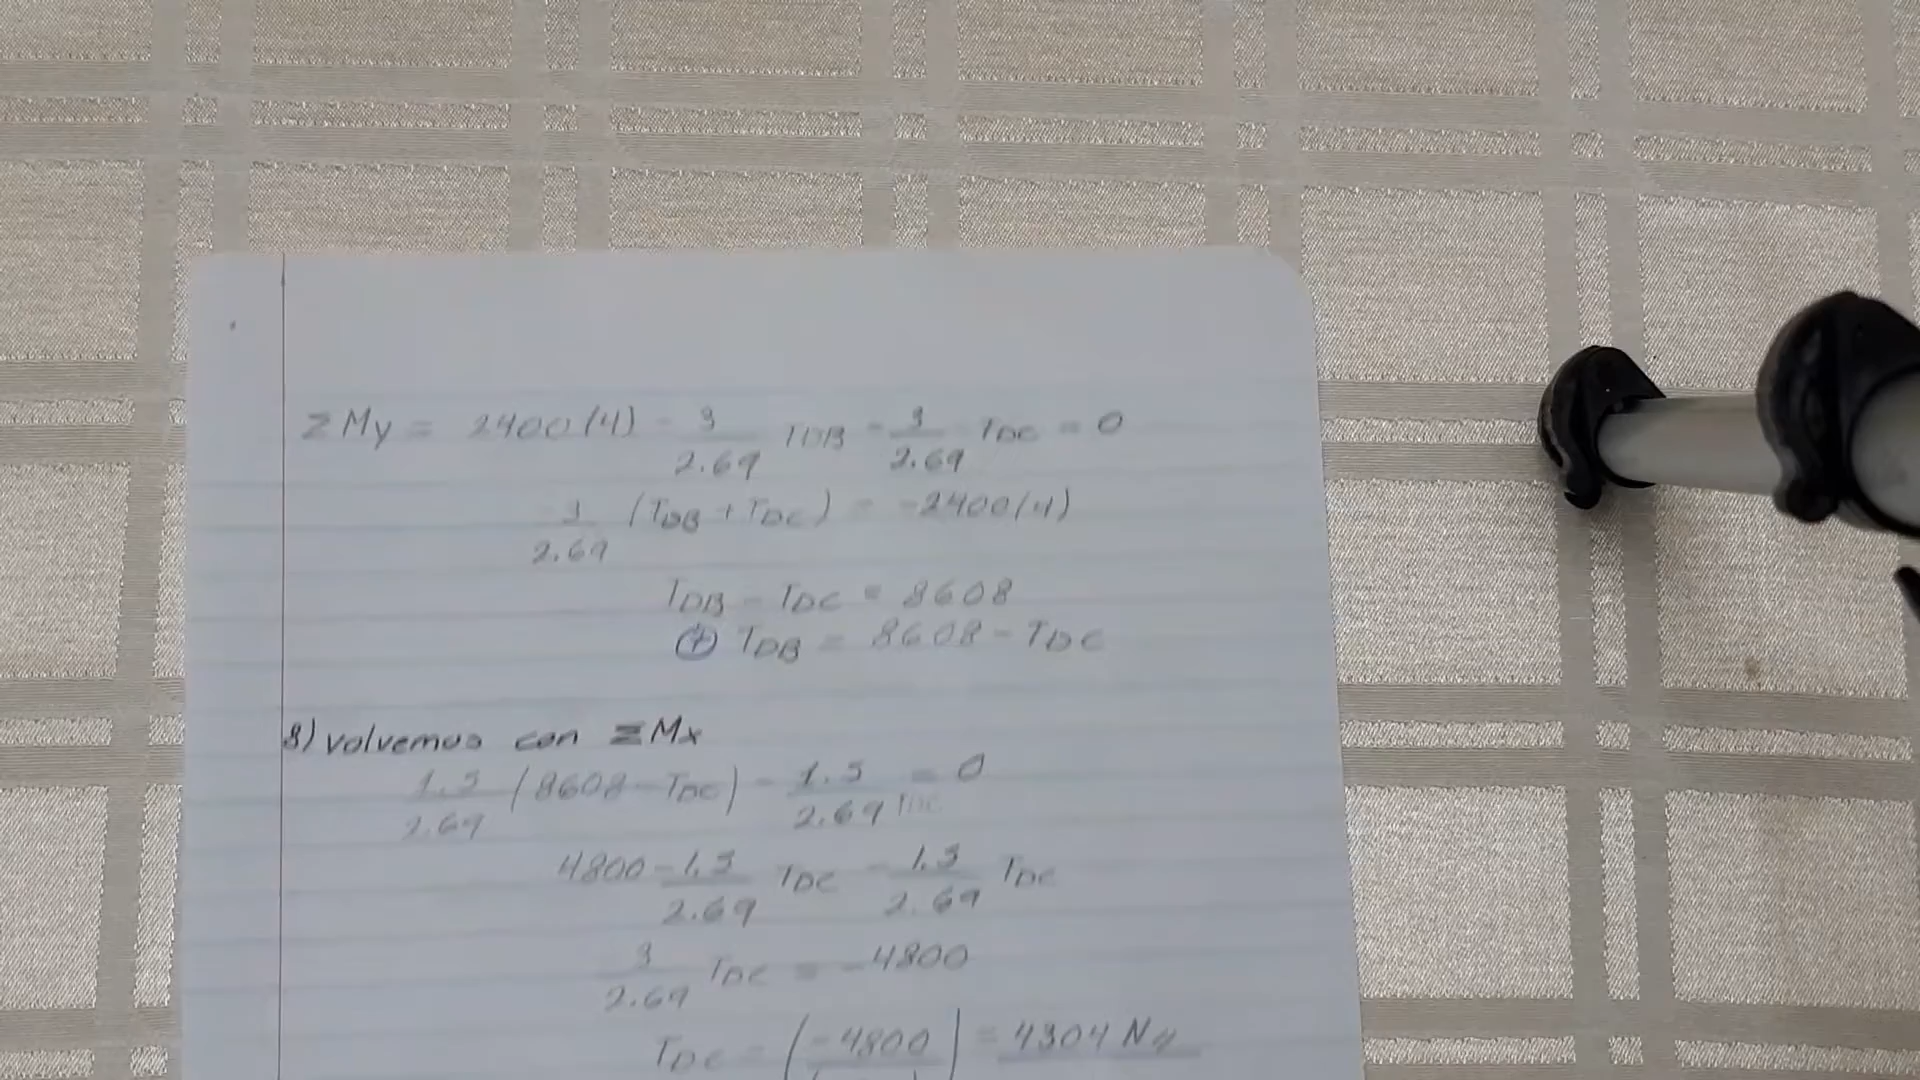 ΣMy = 2400(4) - 3/2.69 TDB - 3/2.69 TDC = 0
3/2.69 (TDB + TDC) = -2400(4)
TDB - TDC = 8608
TDB = 8608 - TDC
8) volvemos con ΣMx
1.5/2.69 (8608 - TDC) - 1.5/2.69 TDC = 0
4800 - 1.5/2.69 TDC - 1.5/2.69 TDC
3/2.69 TDC = -4800
TDC = (-4800 ) = 4304 N